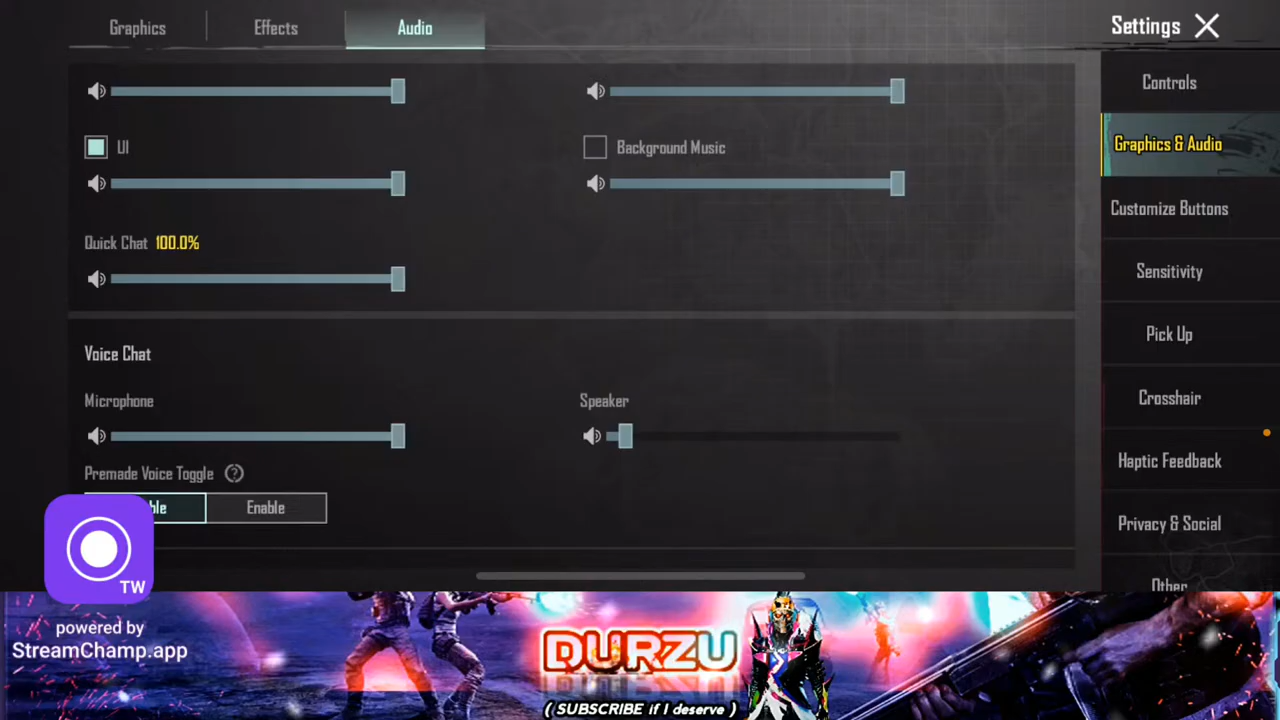 Graphics
Effects
Audio
Settings
Controls
UI
Background Music
Graphics & Audio
Customize Buttons
Quick Chat 100.0%
Sensitivity
Pick Up
Voice Chat
Microphone
Speaker
Crosshair
Haptic Feedback
Premade Voice Toggle ?
Enable
Privacy & Social
Other
TW
powered by
StreamChamp.app
DURZU
( SUBSCRIBE if I deserve )